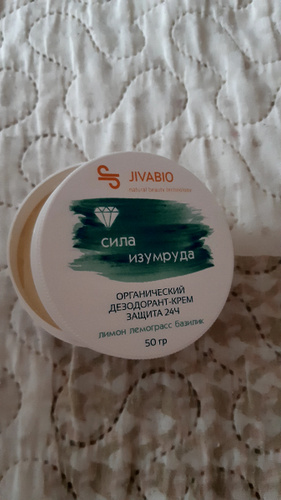 JIVABIO
сила
изумруда
ОРГАНИЧЕСКИЙ
ДЕЗОДОРАНТ-КРЕМ
ЗАЩИТА 24Ч
лимон лемограсс базилик
50 гр